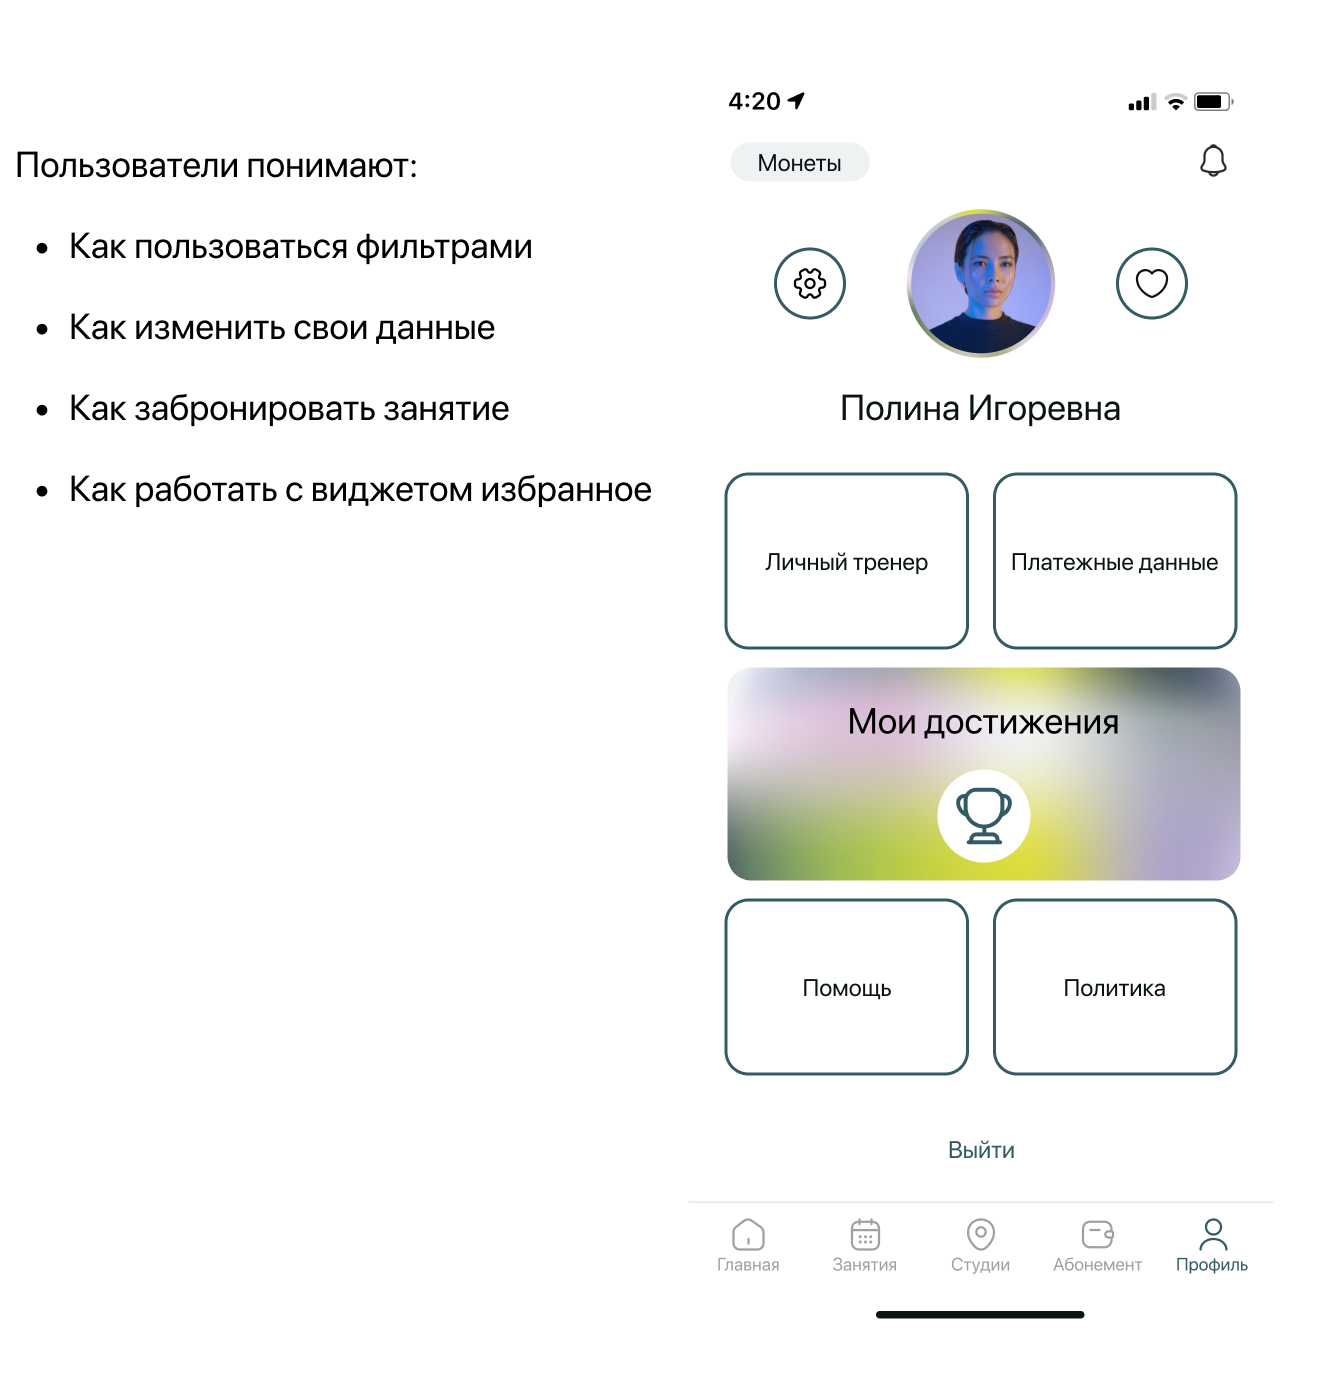 Пользователи понимают:
• Как пользоваться фильтрами
• Как изменить свои данные
• Как забронировать занятие
• Как работать с виджетом избранное
4:20
Монеты
Полина Игоревна
Личный тренер
Платежные данные
Мои достижения
Помощь
Политика
Выйти
Главная
Занятия
Студии
Абонемент
Профиль